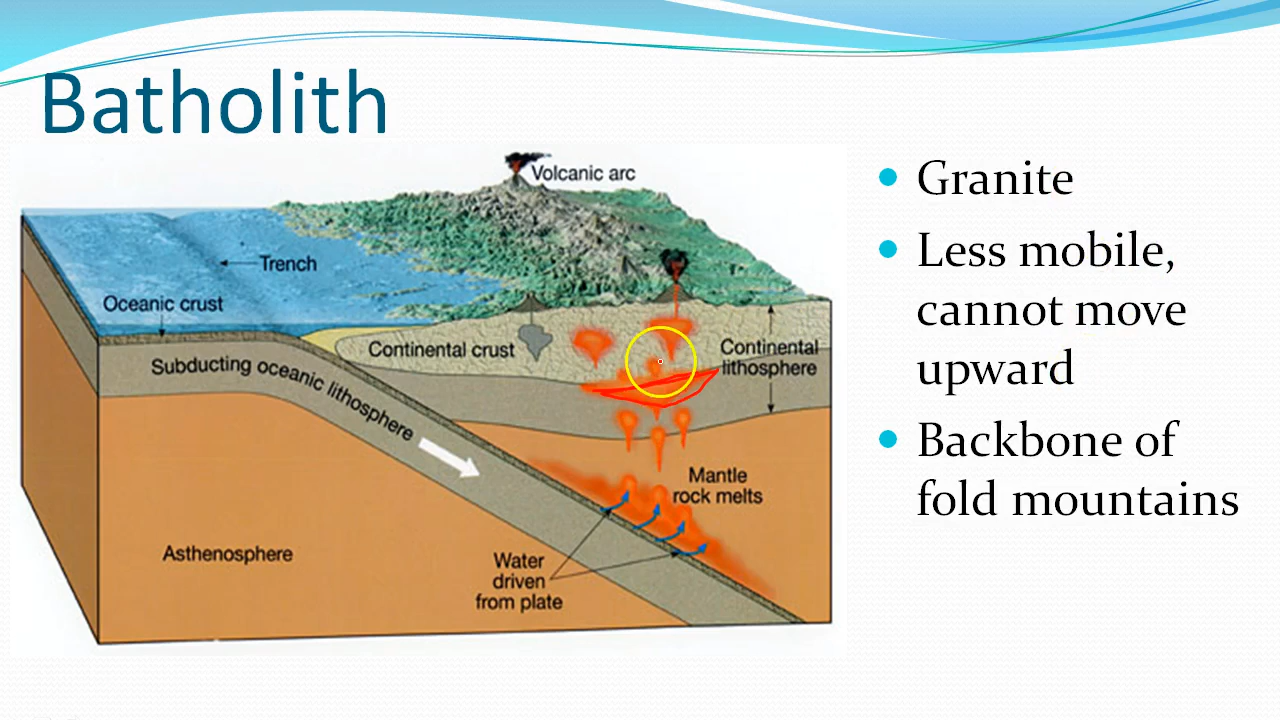 Batholith
Volcanic arc
Trench
Oceanic crust
Subducting oceanic lithosphere
Continental crust
Continental
lithosphere
Mantle
rock melts
Asthenosphere
Water
driven
from plate
Granite
Less mobile,
cannot move
upward
Backbone of
fold mountains